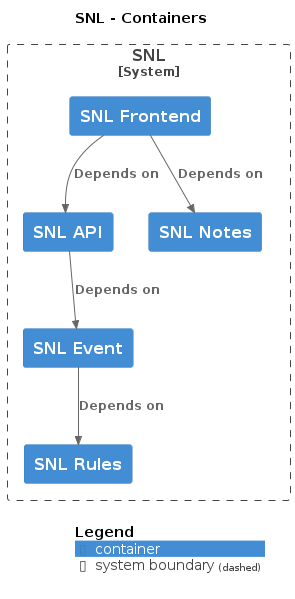 SNL - Containers
SNL
[System]
SNL Frontend
Depends on
Depends on
SNL API
SNL Notes
Depends on
SNL Event
Depends on
SNL Rules
Legend
container
system boundary (dashed)